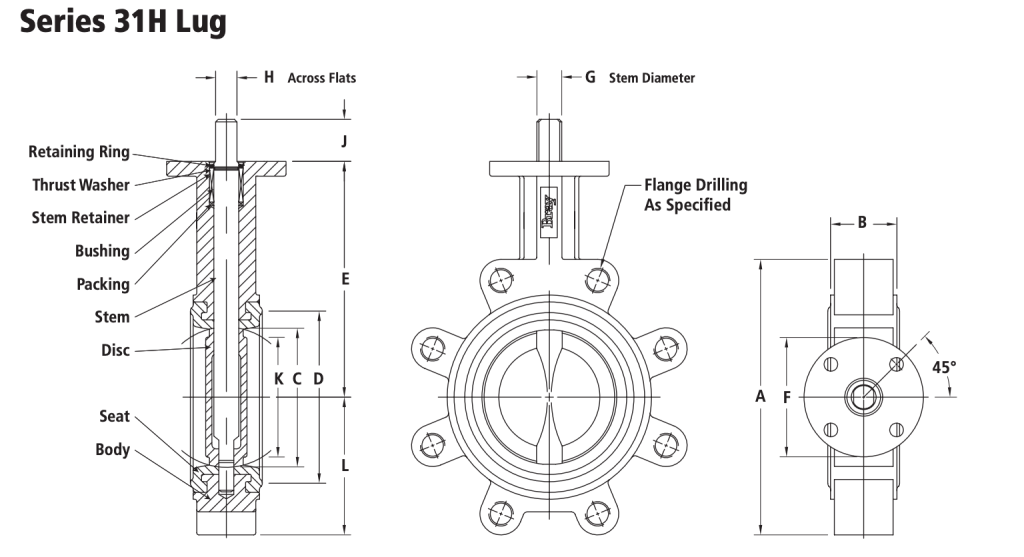 Series 31H Lug
H Across Flats
G Stem Diameter
J
Retaining Ring
Thrust Washer
Stem Retainer
Bushing
Packing
Stem
Disc
Seat
Body
E
K
C
D
L
Bray
Flange Drilling
As Specified
B
A
F
45°